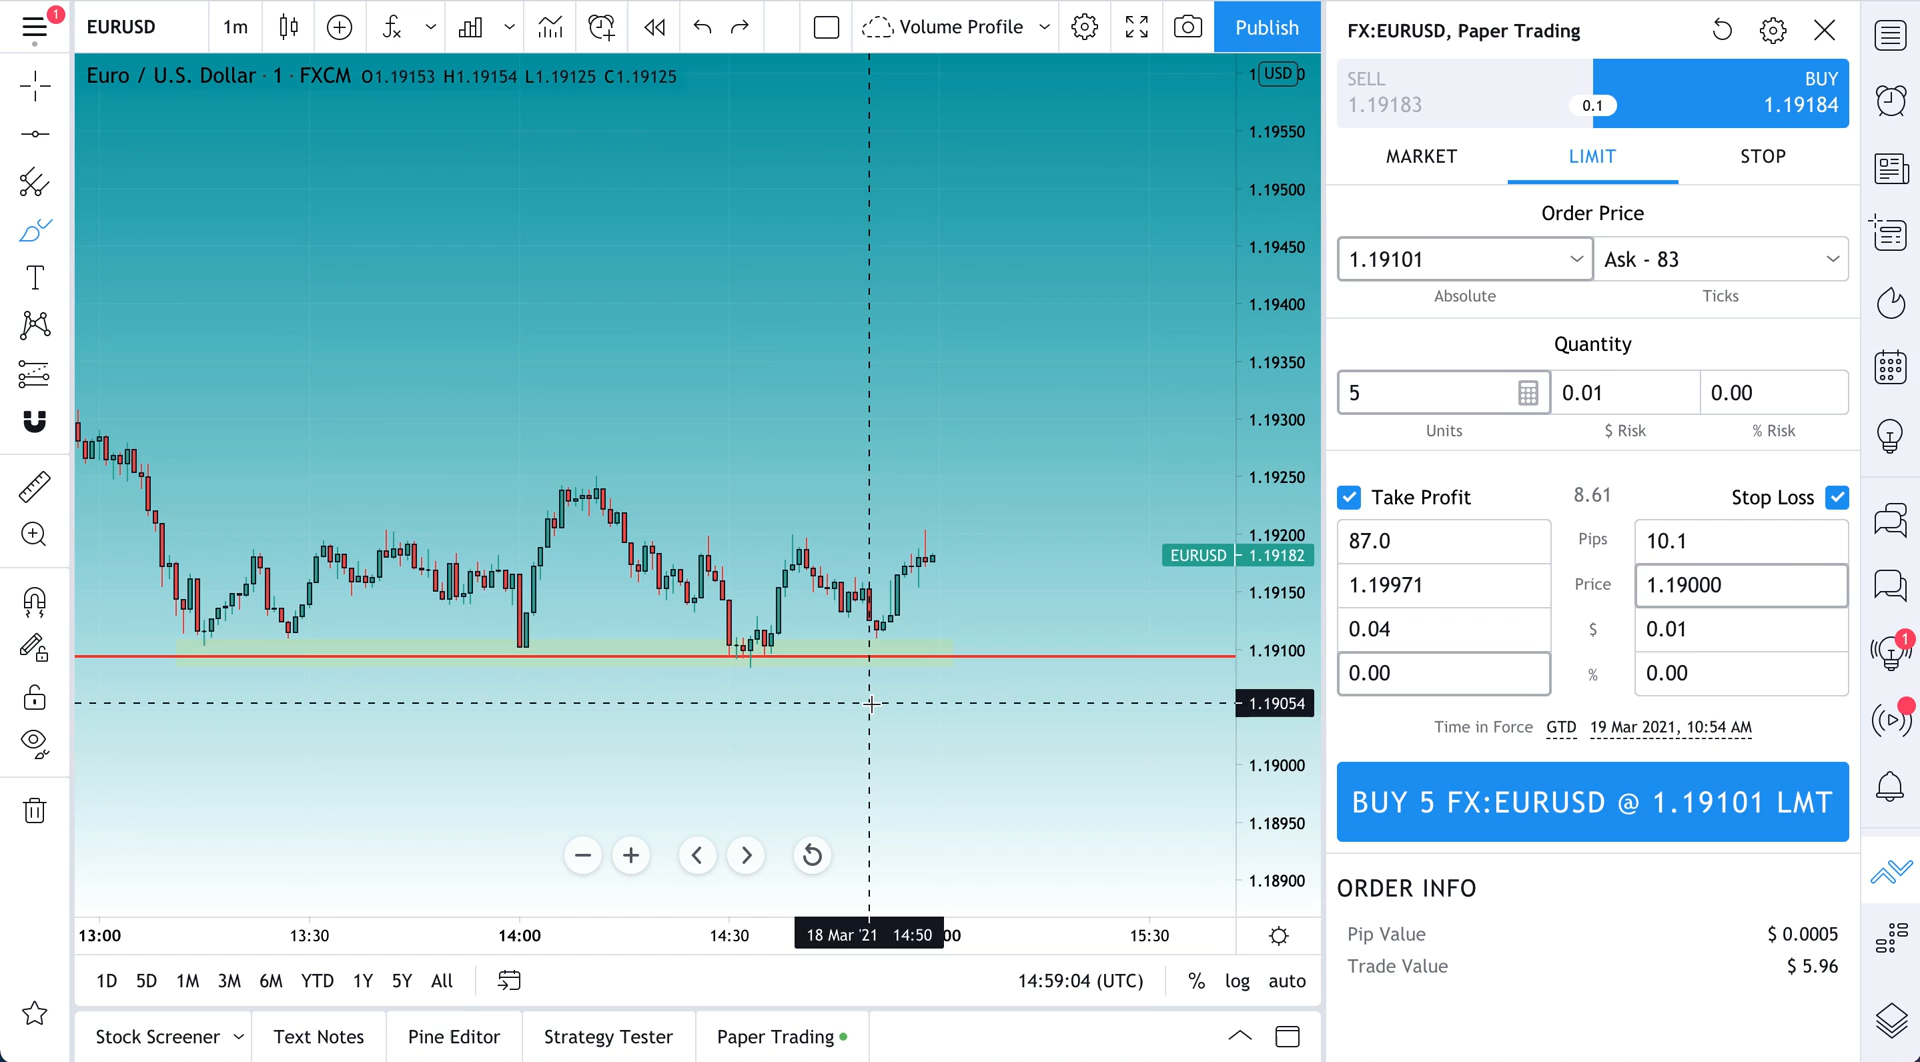 1
EURUSD 1m Volume Profile Publish
Euro / U.S. Dollar · 1 · FXCM O1.19153 H1.19154 L1.19125 C1.19125
USD
1.19550
1.19500
1.19450
1.19400
1.19350
1.19300
1.19250
1.19200
EURUSD 1.19182
1.19150
1.19100
1.19054
1.19000
1.18950
1.18900
13:00 13:30 14:00 14:30 18 Mar '21 14:50 00 15:30
1D 5D 1M 3M 6M YTD 1Y 5Y All 14:59:04 (UTC) % log auto
Stock Screener Text Notes Pine Editor Strategy Tester Paper Trading
FX:EURUSD, Paper Trading
SELL BUY
1.19183 0.1 1.19184
MARKET LIMIT STOP
Order Price
1.19101 Ask - 83
Absolute Ticks
Quantity
5 0.01 0.00
Units $ Risk % Risk
Take Profit 8.61 Stop Loss
87.0 Pips 10.1
1.19971 Price 1.19000
0.04 $ 0.01
0.00 % 0.00
Time in Force GTD 19 Mar 2021, 10:54 AM
BUY 5 FX:EURUSD @ 1.19101 LMT
ORDER INFO
Pip Value $ 0.0005
Trade Value $ 5.96
1